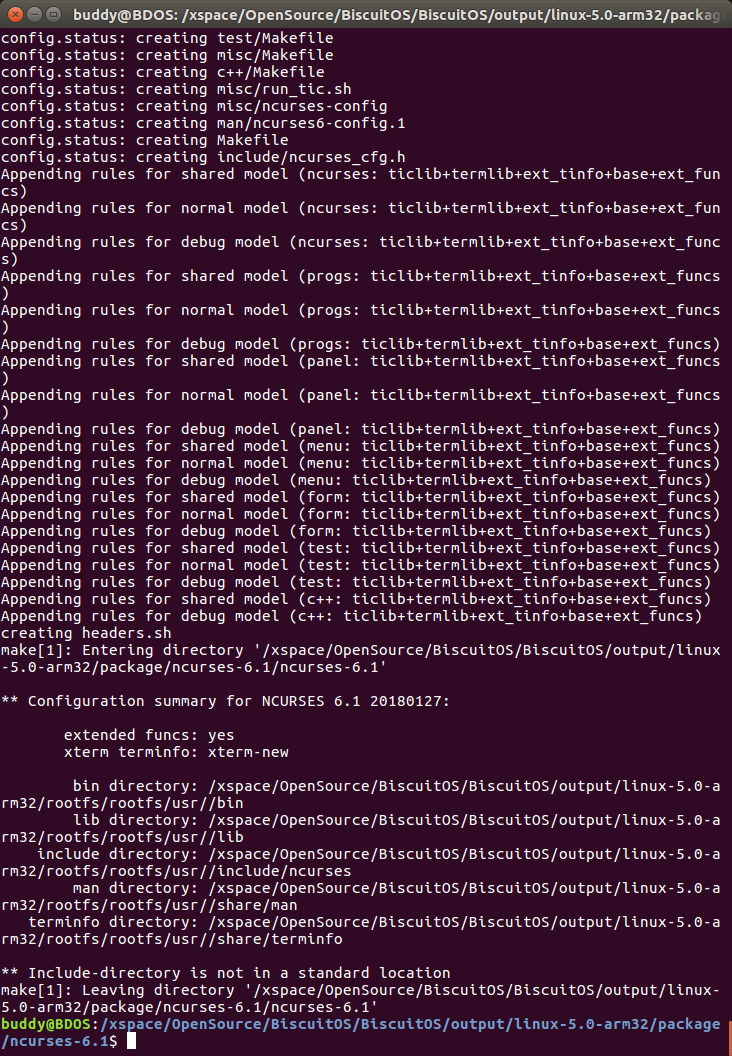 buddy@BDOS: /xspace/OpenSource/BiscuitOS/BiscuitOS/output/linux-5.0-arm32/packag
config.status: creating test/Makefile
config.status: creating misc/Makefile
config.status: creating c++/Makefile
config.status: creating misc/run_tic.sh
config.status: creating misc/ncurses-config
config.status: creating man/ncurses6-config.1
config.status: creating Makefile
config.status: creating include/ncurses_cfg.h
Appending rules for shared model (ncurses: ticlib+termlib+ext_tinfo+base+ext_fun
cs)
Appending rules for normal model (ncurses: ticlib+termlib+ext_tinfo+base+ext_fun
cs)
Appending rules for debug model (ncurses: ticlib+termlib+ext_tinfo+base+ext_func
s)
Appending rules for shared model (progs: ticlib+termlib+ext_tinfo+base+ext_funcs
)
Appending rules for normal model (progs: ticlib+termlib+ext_tinfo+base+ext_funcs
)
Appending rules for debug model (progs: ticlib+termlib+ext_tinfo+base+ext_funcs)
Appending rules for shared model (panel: ticlib+termlib+ext_tinfo+base+ext_funcs
)
Appending rules for normal model (panel: ticlib+termlib+ext_tinfo+base+ext_funcs
)
Appending rules for debug model (panel: ticlib+termlib+ext_tinfo+base+ext_funcs)
Appending rules for shared model (menu: ticlib+termlib+ext_tinfo+base+ext_funcs)
Appending rules for normal model (menu: ticlib+termlib+ext_tinfo+base+ext_funcs)
Appending rules for debug model (menu: ticlib+termlib+ext_tinfo+base+ext_funcs)
Appending rules for shared model (form: ticlib+termlib+ext_tinfo+base+ext_funcs)
Appending rules for normal model (form: ticlib+termlib+ext_tinfo+base+ext_funcs)
Appending rules for debug model (form: ticlib+termlib+ext_tinfo+base+ext_funcs)
Appending rules for shared model (test: ticlib+termlib+ext_tinfo+base+ext_funcs)
Appending rules for normal model (test: ticlib+termlib+ext_tinfo+base+ext_funcs)
Appending rules for debug model (test: ticlib+termlib+ext_tinfo+base+ext_funcs)
Appending rules for shared model (c++: ticlib+termlib+ext_tinfo+base+ext_funcs)
Appending rules for debug model (c++: ticlib+termlib+ext_tinfo+base+ext_funcs)
creating headers.sh
make[1]: Entering directory '/xspace/OpenSource/BiscuitOS/BiscuitOS/output/linux
-5.0-arm32/package/ncurses-6.1/ncurses-6.1'

** Configuration summary for NCURSES 6.1 20180127:

       extended funcs: yes
       xterm terminfo: xterm-new

        bin directory: /xspace/OpenSource/BiscuitOS/BiscuitOS/output/linux-5.0-a
rm32/rootfs/rootfs/usr//bin
        lib directory: /xspace/OpenSource/BiscuitOS/BiscuitOS/output/linux-5.0-a
rm32/rootfs/rootfs/usr//lib
    include directory: /xspace/OpenSource/BiscuitOS/BiscuitOS/output/linux-5.0-a
rm32/rootfs/rootfs/usr//include/ncurses
        man directory: /xspace/OpenSource/BiscuitOS/BiscuitOS/output/linux-5.0-a
rm32/rootfs/rootfs/usr//share/man
   terminfo directory: /xspace/OpenSource/BiscuitOS/BiscuitOS/output/linux-5.0-a
rm32/rootfs/rootfs/usr//share/terminfo

** Include-directory is not in a standard location
make[1]: Leaving directory '/xspace/OpenSource/BiscuitOS/BiscuitOS/output/linux-
5.0-arm32/package/ncurses-6.1/ncurses-6.1'
buddy@BDOS:/xspace/OpenSource/BiscuitOS/BiscuitOS/output/linux-5.0-arm32/package
/ncurses-6.1$